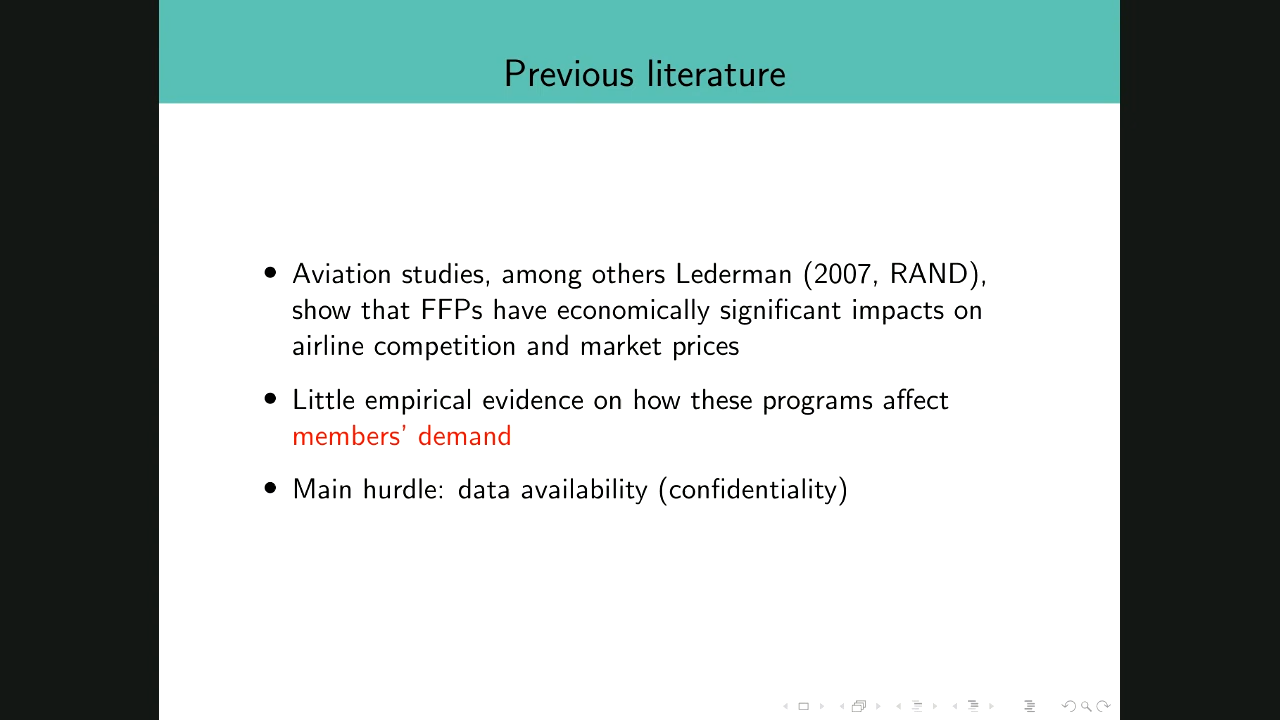 Previous literature
• Aviation studies, among others Lederman (2007, RAND),
show that FFPs have economically significant impacts on
airline competition and market prices
• Little empirical evidence on how these programs affect
members' demand
• Main hurdle: data availability (confidentiality)